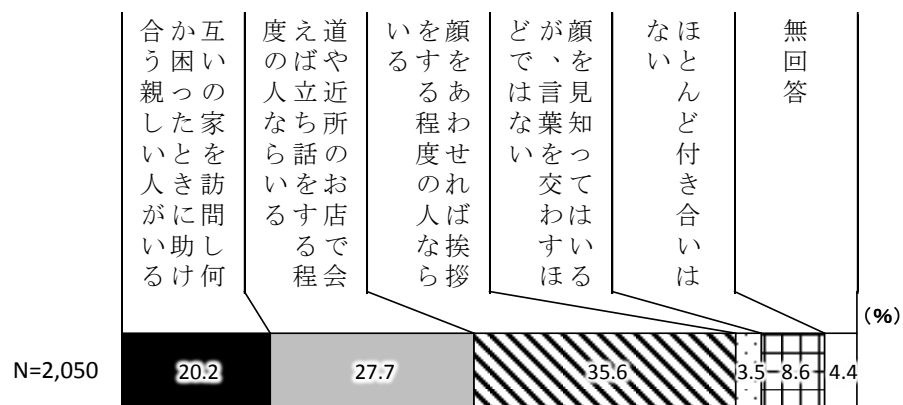 互いの家を訪問し何
か困ったときに助け
合う親しい人がいる
道や近所のお店で会
えば立ち話をする程
度の人ならいる
顔をあわせれば挨拶
をする程度の人なら
いる
顔を見知ってはいる
が、言葉を交わすほ
どではない
ほとんど付き合いは
ない
無回答
(%)
N=2,050
20.2
27.7
35.6
3.5
8.6
4.4